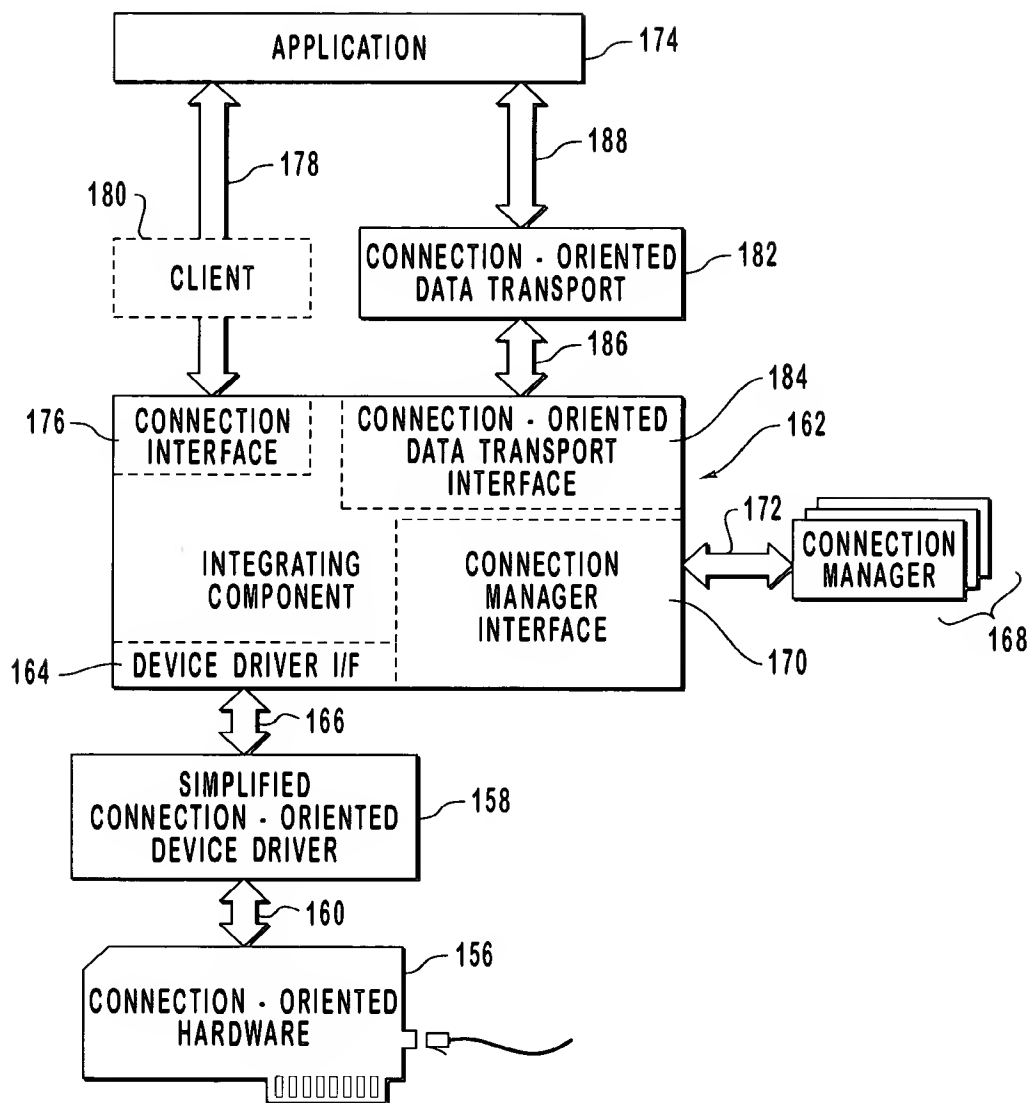 APPLICATION
174
178
188
180
CLIENT
CONNECTION - ORIENTED
DATA TRANSPORT
182
186
184
176
CONNECTION
INTERFACE
CONNECTION - ORIENTED
DATA TRANSPORT
INTERFACE
162
172
INTEGRATING
COMPONENT
CONNECTION
MANAGER
INTERFACE
CONNECTION
MANAGER
168
164
DEVICE DRIVER I/F
170
166
SIMPLIFIED
CONNECTION - ORIENTED
DEVICE DRIVER
158
160
156
CONNECTION - ORIENTED
HARDWARE